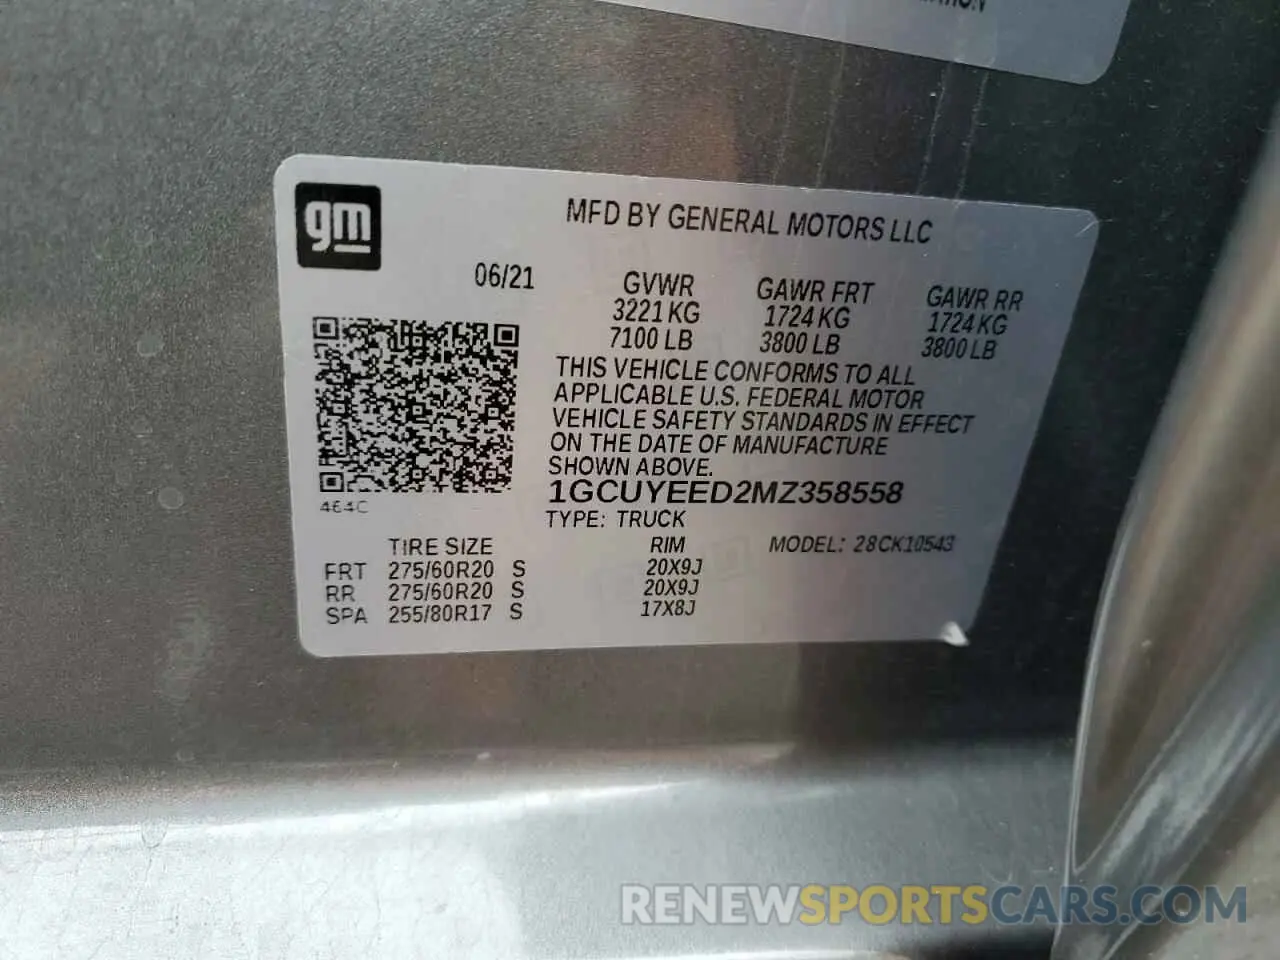 gm
MFD BY GENERAL MOTORS LLC
06/21
GVWR GAWR FRT GAWR RR
3221 KG 1724 KG 1724 KG
7100 LB 3800 LB 3800 LB
THIS VEHICLE CONFORMS TO ALL
APPLICABLE U.S. FEDERAL MOTOR
VEHICLE SAFETY STANDARDS IN EFFECT
ON THE DATE OF MANUFACTURE
SHOWN ABOVE.
1GCUYEED2MZ358558
464C
TYPE: TRUCK
TIRE SIZE RIM MODEL: 28CK10543
FRT 275/60R20 S 20X9J
RR 275/60R20 S 20X9J
SPA 255/80R17 S 17X8J
RENEWSPORTSCARS.COM